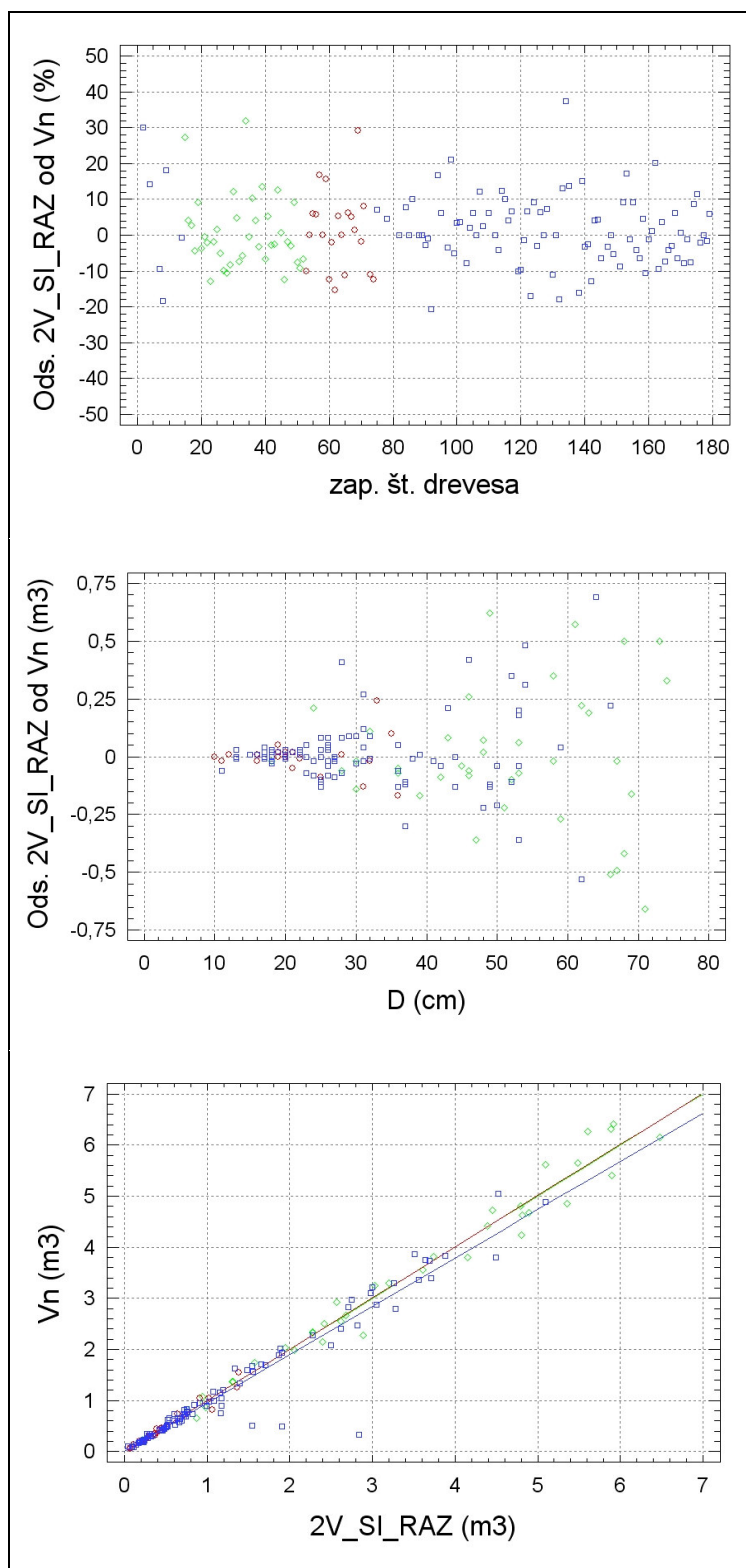 Ods. 2V_SI_RAZ od Vn (%)
50
40
30
20
10
0
-10
-20
-30
-40
-50
0 20 40 60 80 100 120 140 160 180
zap. št. drevesa
Ods. 2V_SI_RAZ od Vn (m3)
0,75
0,5
0,25
0
-0,25
-0,5
-0,75
0 10 20 30 40 50 60 70 80
D (cm)
Vn (m3)
7
6
5
4
3
2
1
0
0 1 2 3 4 5 6 7
2V_SI_RAZ (m3)